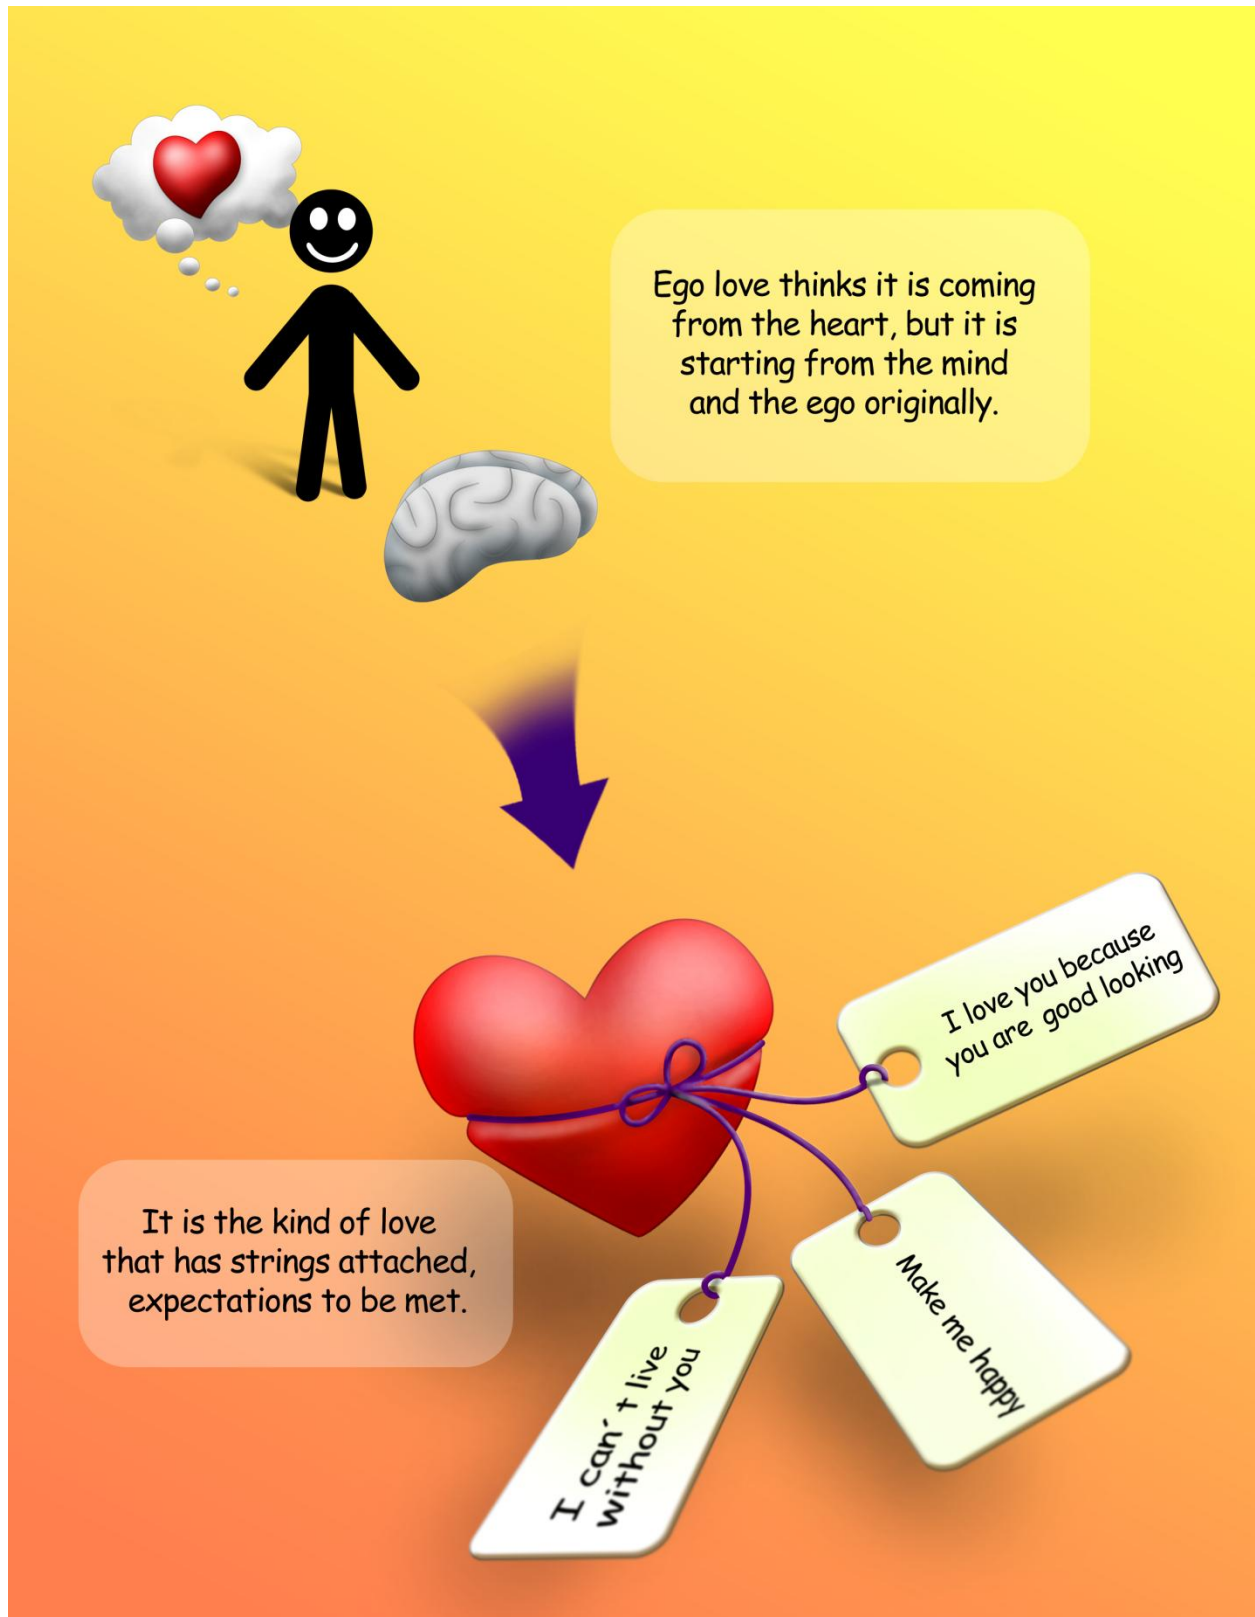 Ego love thinks it is coming
from the heart, but it is
starting from the mind
and the ego originally.
I love you because
you are good looking
It is the kind of love
that has strings attached,
expectations to be met.
Make me happy
I can´t live
without you